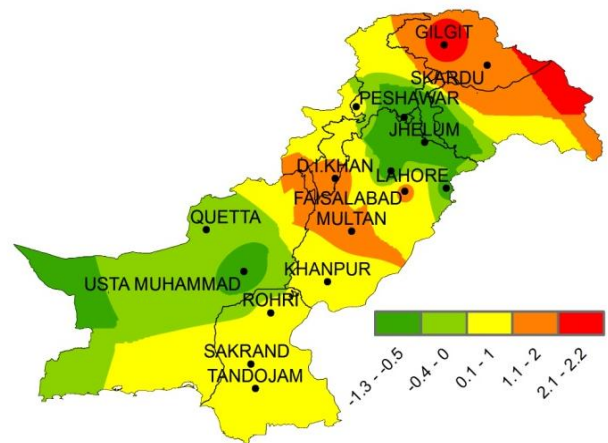 GILGIT
SKARDU
PESHAWAR
JHELUM
D.I.KHAN
LAHORE
FAISALABAD
MULTAN
QUETTA
KHANPUR
USTA MUHAMMAD
ROHRI
SAKRAND
TANDOJAM
-1.3 - -0.5
-0.4 - 0
0.1 - 1
1.1 - 2
2.1 - 2.2